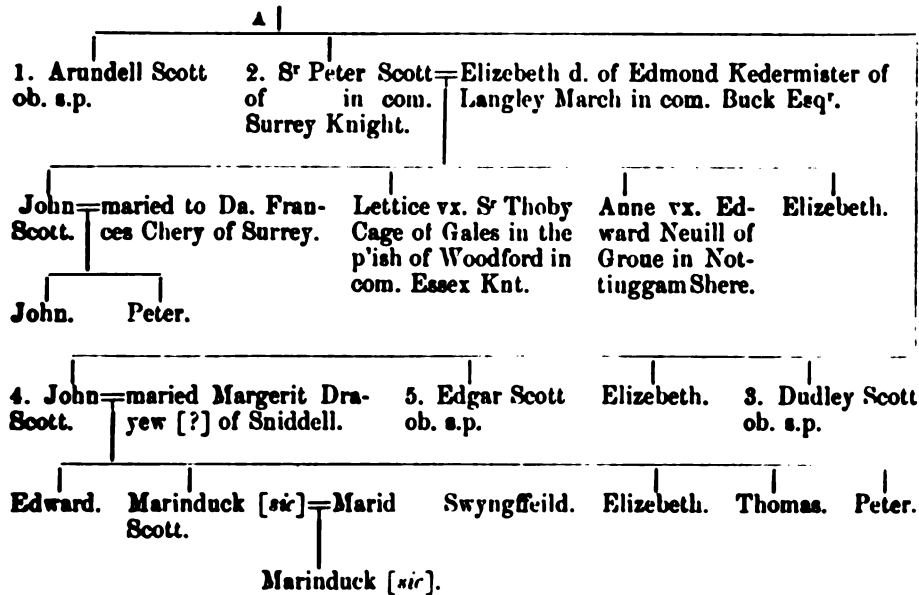 A
1. Arundell Scott
ob. s.p.
2. Sʳ Peter Scott=Elizebeth d. of Edmond Kedermister of
of in com. Langley March in com. Buck Esqʳ.
Surrey Knight.
John=maried to Da. Fran-
Scott. ces Chery of Surrey.
Lettice vx. Sʳ Thoby
Cage of Gales in the
p'ish of Woodford in
com. Essex Knt.
Anne vx. Ed-
ward Neuill of
Groue in Not-
tinggam Shere.
Elizebeth.
John. Peter.
4. John=maried Margerit Dra-
Scott. yew [?] of Sniddell.
5. Edgar Scott
ob. s.p.
Elizebeth.
3. Dudley Scott
ob. s.p.
Edward.
Marinduck [sic]=Marid
Scott.
Swyngffeild.
Elizebeth.
Thomas.
Peter.
Marinduck [sic].